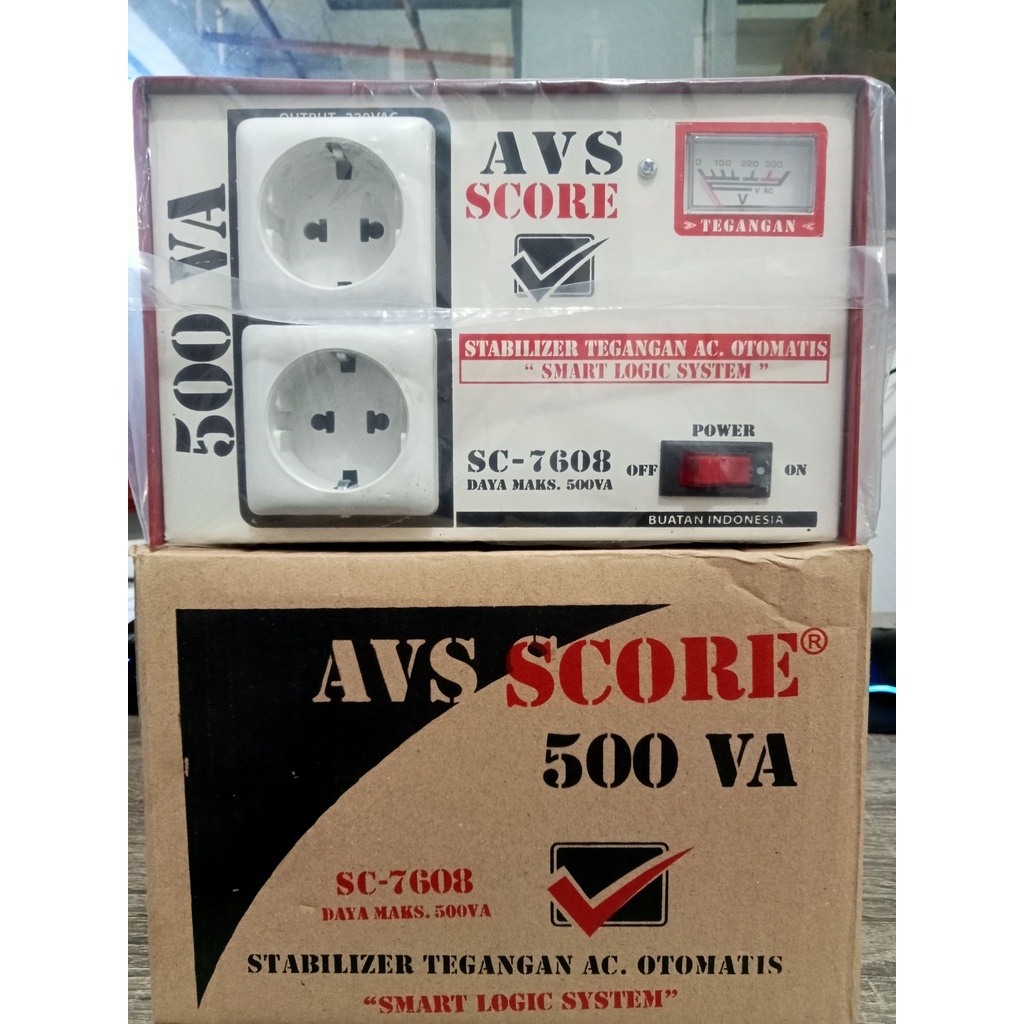 OUTPUT 220VAC
500 VA
AVS
SCORE
0 100 220 300
V AC
V
> TEGANGAN <
STABILIZER TEGANGAN AC. OTOMATIS
“ SMART LOGIC SYSTEM ”
POWER
SC-7608
OFF
ON
DAYA MAKS. 500VA
BUATAN INDONESIA
AVS SCORE®
500 VA
SC-7608
DAYA MAKS. 500VA
STABILIZER TEGANGAN AC. OTOMATIS
“SMART LOGIC SYSTEM”